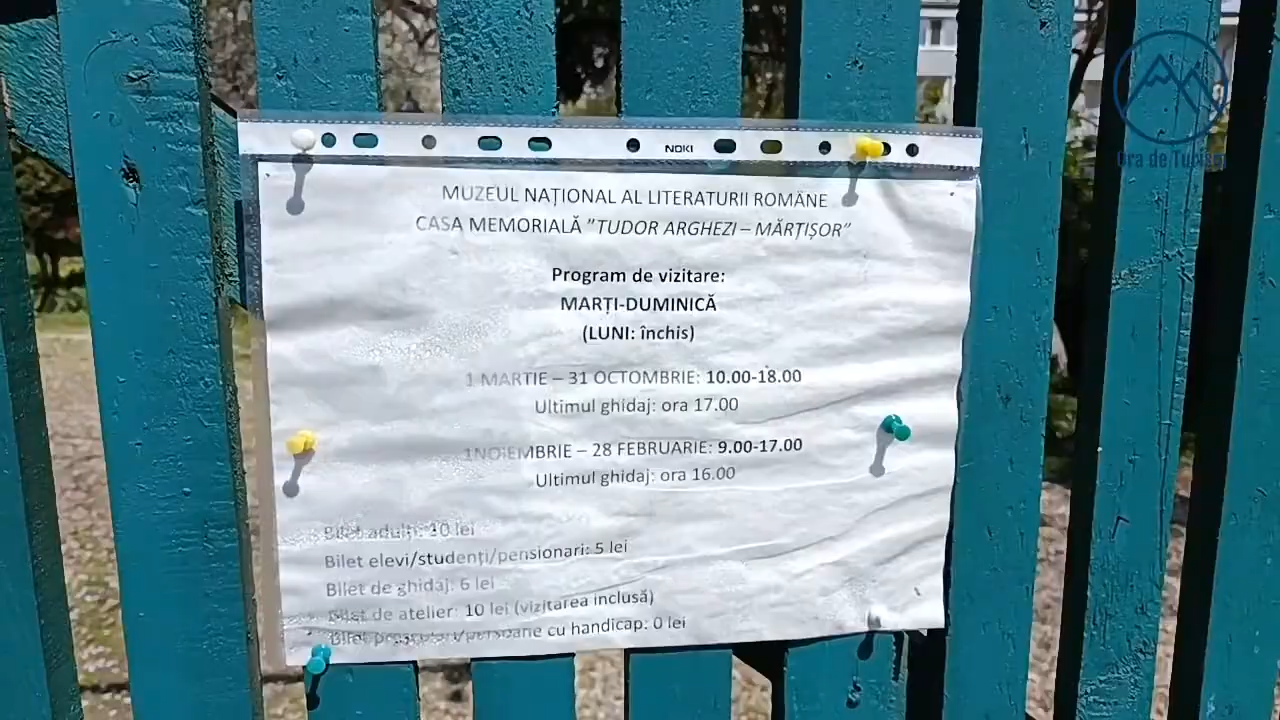 NOKI
Ora de Turism
MUZEUL NAȚIONAL AL LITERATURII ROMÂNE
CASA MEMORIALĂ "TUDOR ARGHEZI – MĂRȚIȘOR"
Program de vizitare:
MARȚI-DUMINICĂ
(LUNI: închis)
1 MARTIE – 31 OCTOMBRIE: 10.00-18.00
Ultimul ghidaj: ora 17.00
1NOIEMBRIE – 28 FEBRUARIE: 9.00-17.00
Ultimul ghidaj: ora 16.00
Bilet adulți: lei
Bilet elevi/studenți/pensionari: 5 lei
Bilet de ghidaj: 6 lei
Bilet de atelier: 10 lei (vizitarea inclusă)
Bilet cu handicap: 0 lei